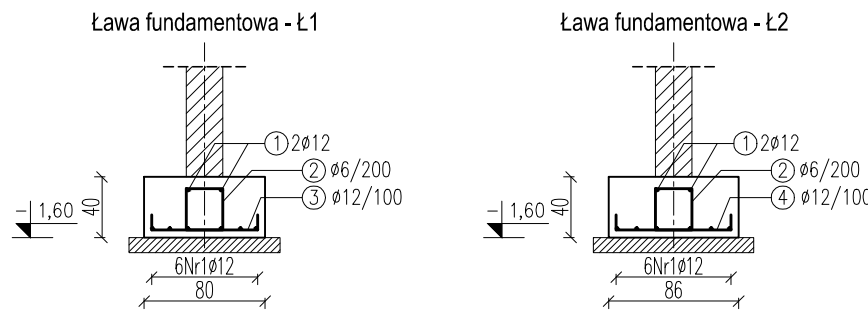 Ława fundamentowa - Ł1
① 2ø12
② ø6/200
③ ø12/100
40
- 1,60
6Nr1ø12
80
Ława fundamentowa - Ł2
① 2ø12
② ø6/200
④ ø12/100
40
- 1,60
6Nr1ø12
86